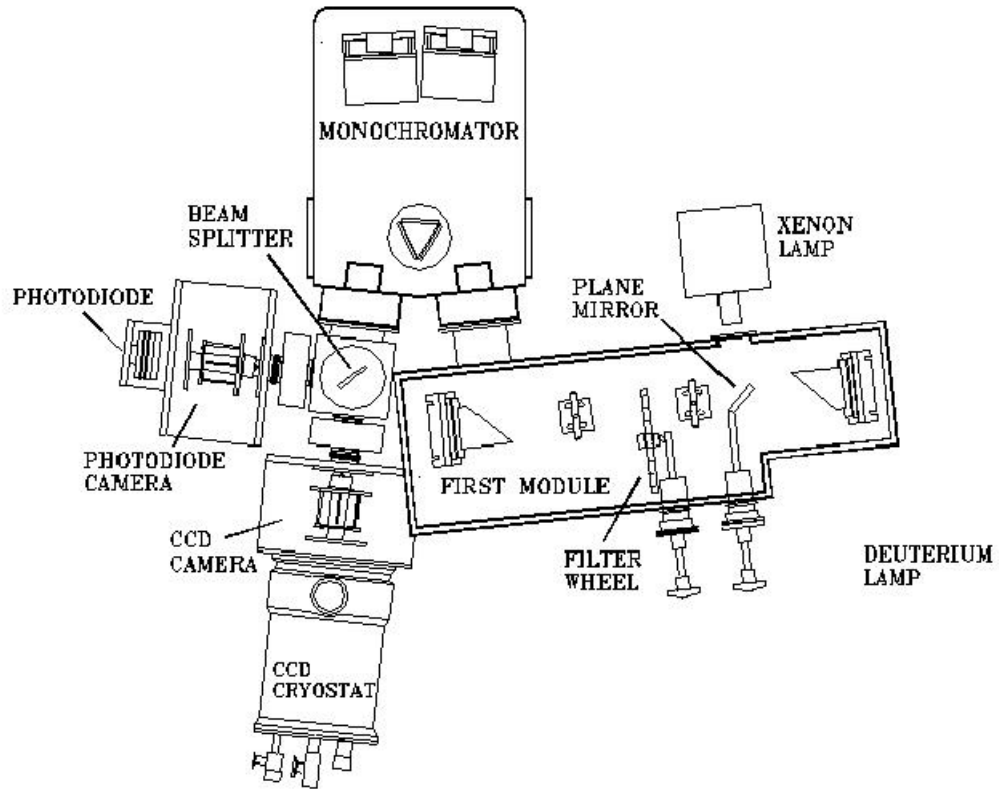 MONOCHROMATOR
BEAM
SPLITTER
XENON
LAMP
PHOTODIODE
PLANE
MIRROR
PHOTODIODE
CAMERA
FIRST MODULE
CCD
CAMERA
FILTER
WHEEL
DEUTERIUM
LAMP
CCD
CRYOSTAT